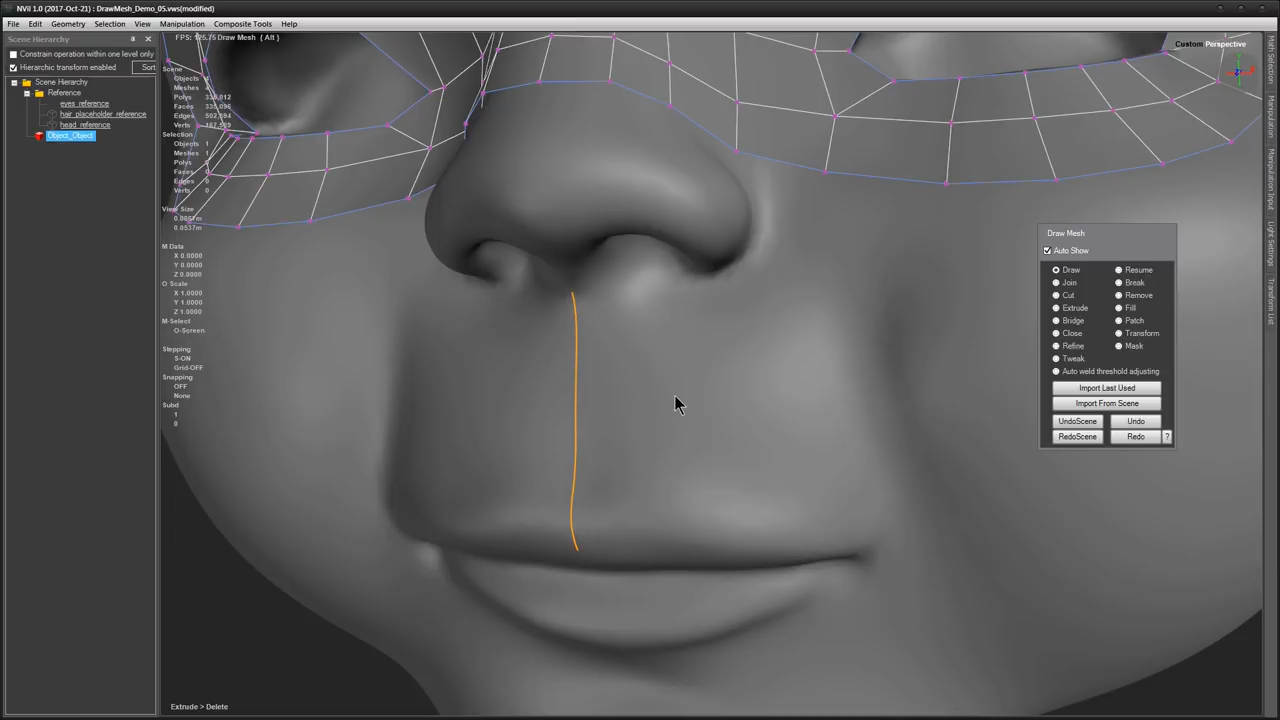 NVil 1.0 (2017-Oct-21) : DrawMesh_Demo_05.vws(modified)
File Edit Geometry Selection View Manipulation Composite Tools Help
Scene Hierarchy
Constrain operation within one level only
Hierarchic transform enabled Sort
Scene Hierarchy
Reference
eyes_reference
hair_placeholder_reference
head_reference
Object_Object
Draw Mesh { Alt }
Custom Perspective
Scene
Objects
Meshes
Polys
Faces
Edges
Verts
Selection
Objects 1
Meshes 1
Polys
Faces
Edges 0
Verts 0
View Size
0.0537m
M Data
X 0.0000
Y 0.0000
Z 0.0000
O Scale
X 1.0000
Y 1.0000
Z 1.0000
M-Select
O-Screen
Stepping
S-ON
Grid-OFF
Snapping
OFF
None
Subd
1
0
Extrude > Delete
Draw Mesh
Auto Show
Draw Resume
Join Break
Cut Remove
Extrude Fill
Bridge Patch
Close Transform
Refine Mask
Tweak
Auto weld threshold adjusting
Import Last Used
Import From Scene
UndoScene Undo
RedoScene Redo ?
Math Selection
Manipulation
Manipulation Input
Light Settings
Transform List